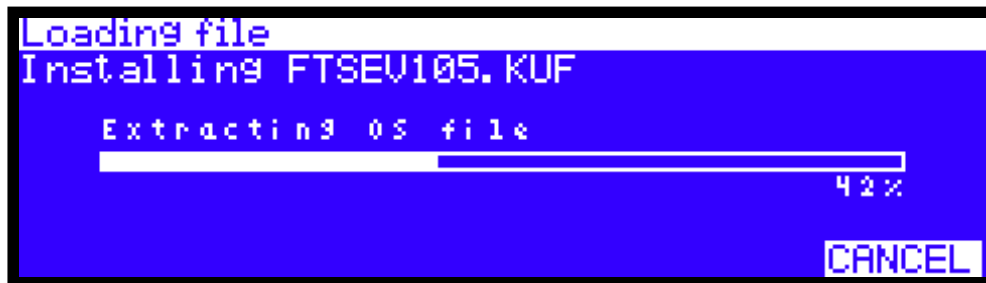 Loading file
Installing FTSEV105.KUF
Extracting OS file
42%
CANCEL